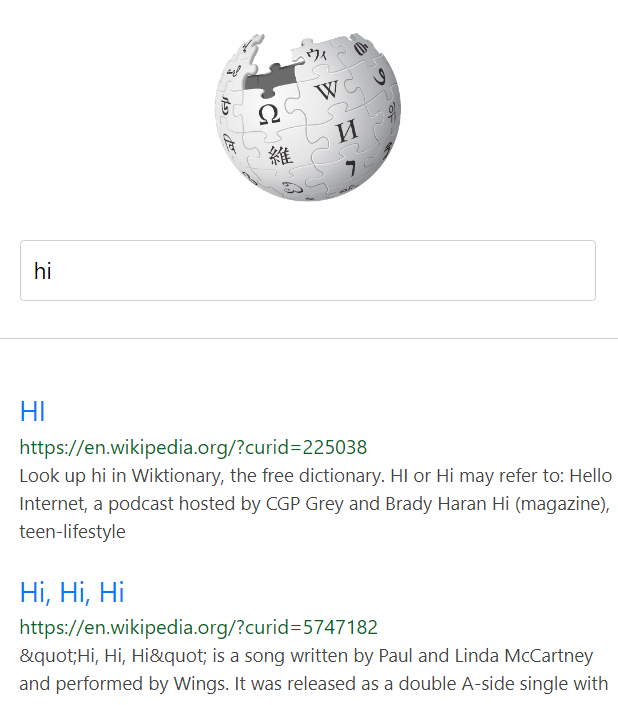 Ω W И 維 ウィ
hi
HI
https://en.wikipedia.org/?curid=225038
Look up hi in Wiktionary, the free dictionary. HI or Hi may refer to: Hello
Internet, a podcast hosted by CGP Grey and Brady Haran Hi (magazine),
teen-lifestyle
Hi, Hi, Hi
https://en.wikipedia.org/?curid=5747182
&quot;Hi, Hi, Hi&quot; is a song written by Paul and Linda McCartney
and performed by Wings. It was released as a double A-side single with